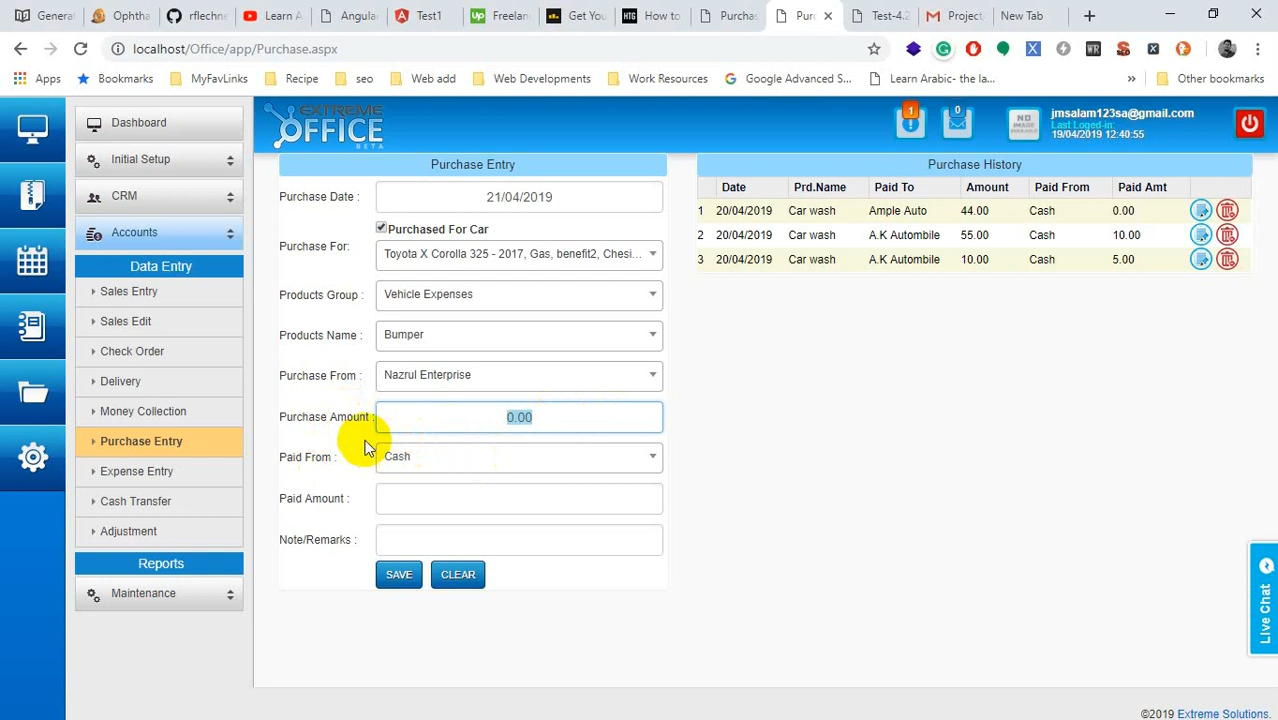 General
Ophtha
rflechne
Learn A
Angula
Test1
Freelan
Get You
How to
Purchas
Purc
Test-4.2
Project
New Tab
localhost/Office/app/Purchase.aspx
Apps
Bookmarks
MyFavLinks
Recipe
seo
Web add
Web Developments
Work Resources
Google Advanced S...
Learn Arabic- the la...
Other bookmarks
EXTREME
OFFICE
BETA
1
0
NO IMAGE AVAILABLE
jmsalam123sa@gmail.com
Last Loged-in:
19/04/2019 12:40:55
Dashboard
Initial Setup
CRM
Accounts
Data Entry
Sales Entry
Sales Edit
Check Order
Delivery
Money Collection
Purchase Entry
Expense Entry
Cash Transfer
Adjustment
Reports
Maintenance
Purchase Entry
Purchase Date : 21/04/2019
Purchased For Car
Purchase For: Toyota X Corolla 325 - 2017, Gas, benefit2, Chesi...
Products Group : Vehicle Expenses
Products Name : Bumper
Purchase From : Nazrul Enterprise
Purchase Amount : 0.00
Paid From : Cash
Paid Amount :
Note/Remarks :
SAVE CLEAR
Purchase History
Date Prd.Name Paid To Amount Paid From Paid Amt
1 20/04/2019 Car wash Ample Auto 44.00 Cash 0.00
2 20/04/2019 Car wash A.K Autombile 55.00 Cash 10.00
3 20/04/2019 Car wash A.K Autombile 10.00 Cash 5.00
Live Chat
©2019 Extreme Solutions.